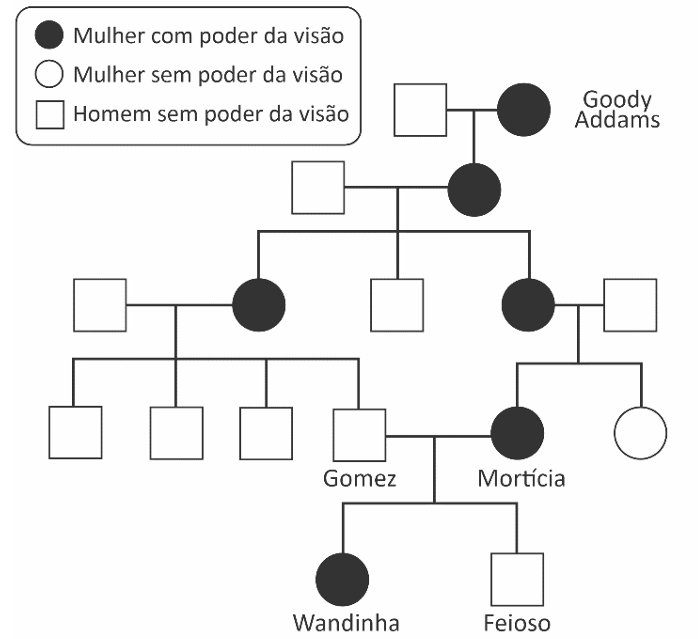 Mulher com poder da visão
Mulher sem poder da visão
Homem sem poder da visão
Goody
Addams
Gomez
Mortícia
Wandinha
Feioso